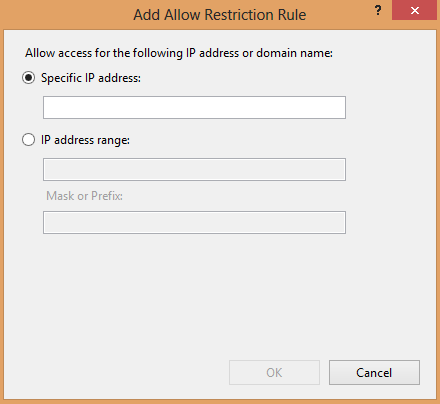 Add Allow Restriction Rule
?
Allow access for the following IP address or domain name:
Specific IP address:
IP address range:
Mask or Prefix:
OK Cancel